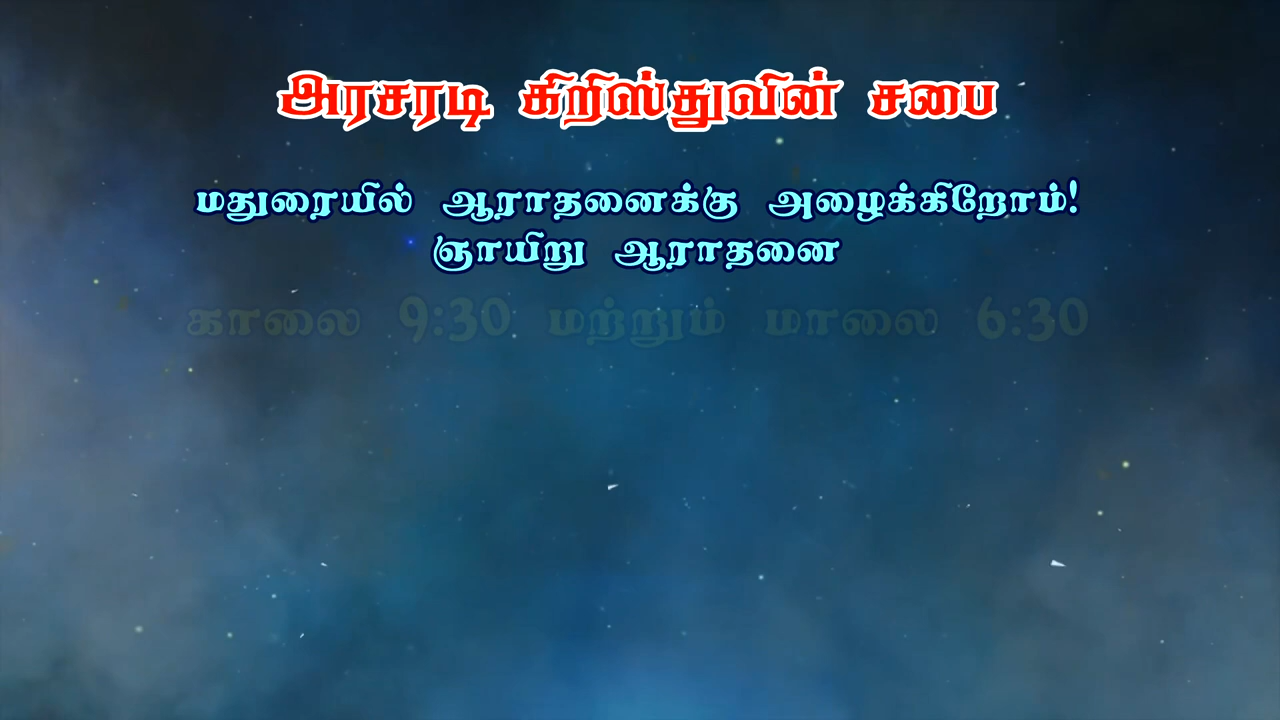 அரசரடி கிறிஸ்துவின் சபை
மதுரையில் ஆராதனைக்கு அழைக்கிறோம்!
ஞாயிறு ஆராதனை
காலை 9:30 மற்றும் மாலை 6:30